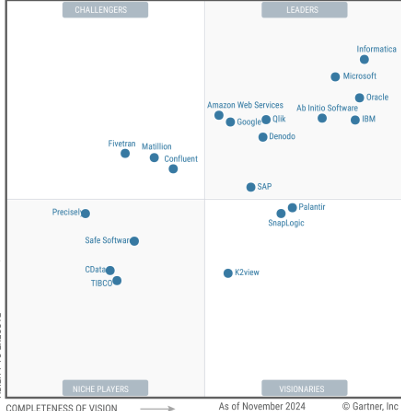 CHALLENGERS
LEADERS
Informatica
Microsoft
Oracle
Amazon Web Services
Ab Initio Software
Google
Qlik
IBM
Denodo
Fivetran
Matillion
Confluent
SAP
Precisely
Palantir
SnapLogic
Safe Softwar
CData
K2view
TIBCO
NICHE PLAYERS
VISIONARIES
COMPLETENESS OF VISION
As of November 2024
© Gartner, Inc